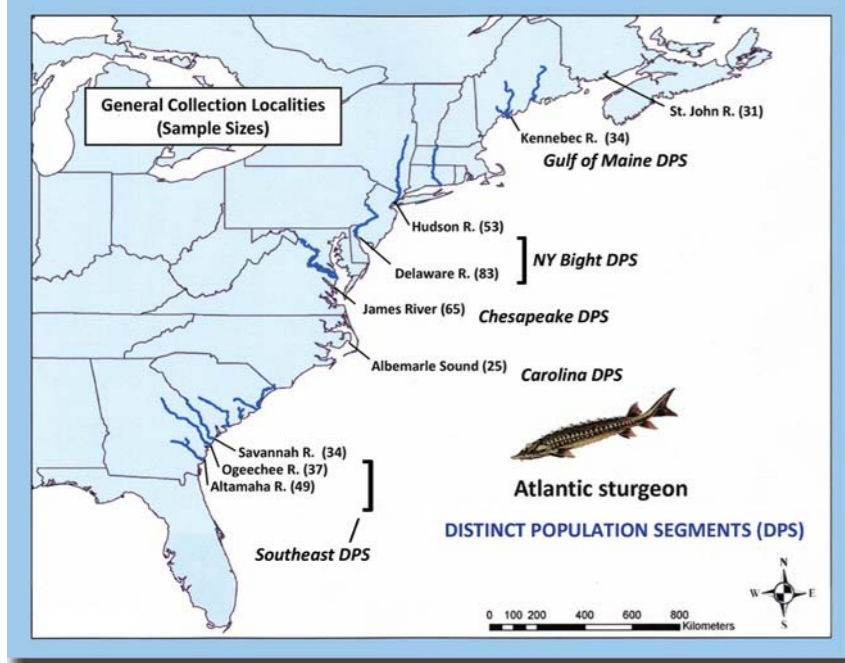 General Collection Localities
(Sample Sizes)
St. John R. (31)
Kennebec R. (34)
Gulf of Maine DPS
Hudson R. (53)
NY Bight DPS
Delaware R. (83)
James River (65)
Chesapeake DPS
Albemarle Sound (25)
Carolina DPS
Savannah R. (34)
Ogeechee R. (37)
Altamaha R. (49)
Southeast DPS
Atlantic sturgeon
DISTINCT POPULATION SEGMENTS (DPS)
N
W E
S
0 100 200 400 600 800
Kilometers